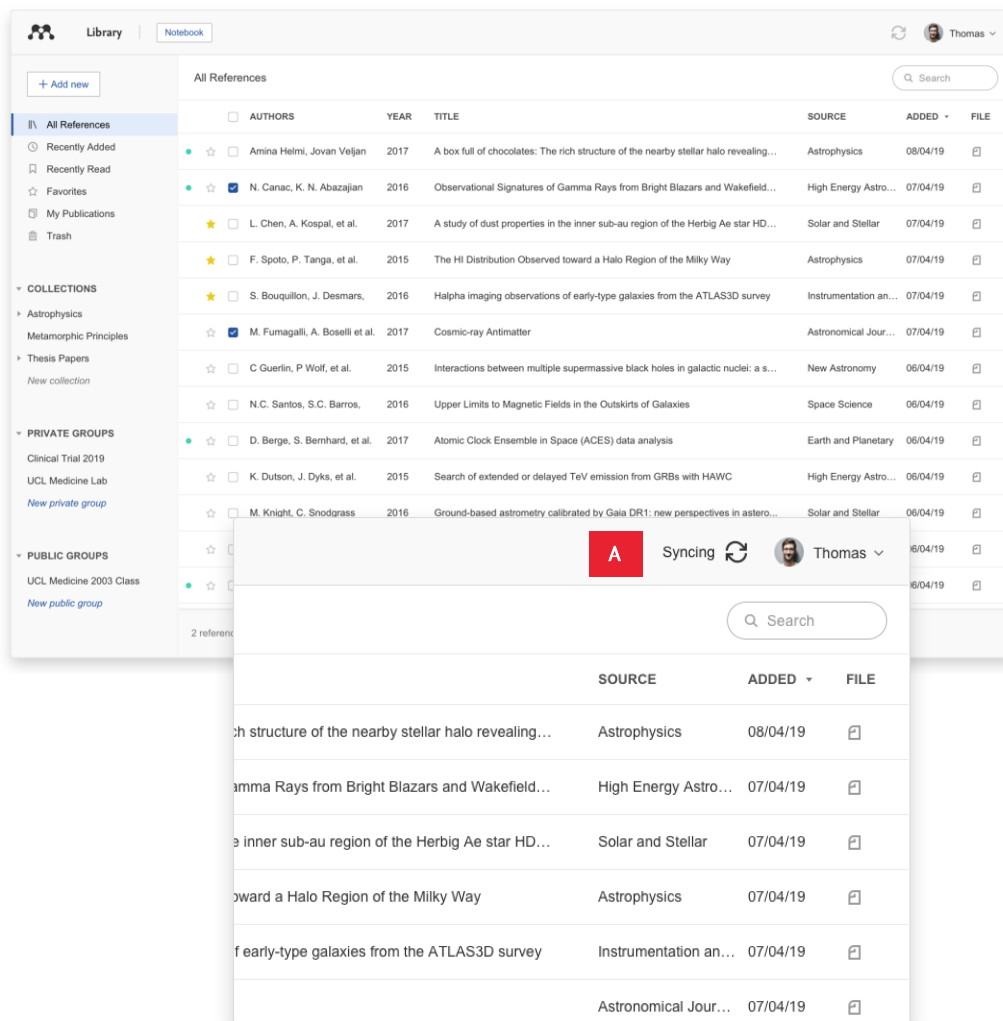 Library
Notebook
Thomas
+ Add new
All References
Recently Added
Recently Read
Favorites
My Publications
Trash
COLLECTIONS
Astrophysics
Metamorphic Principles
Thesis Papers
New collection
PRIVATE GROUPS
Clinical Trial 2019
UCL Medicine Lab
New private group
PUBLIC GROUPS
UCL Medicine 2003 Class
New public group
All References
Search
AUTHORS YEAR TITLE SOURCE ADDED FILE
Amina Helmi, Jovan Veljan 2017 A box full of chocolates: The rich structure of the nearby stellar halo revealing... Astrophysics 08/04/19
N. Canac, K. N. Abazajian 2016 Observational Signatures of Gamma Rays from Bright Blazars and Wakefield... High Energy Astro... 07/04/19
L. Chen, A. Kospal, et al. 2017 A study of dust properties in the inner sub-au region of the Herbig Ae star HD... Solar and Stellar 07/04/19
F. Spoto, P. Tanga, et al. 2015 The HI Distribution Observed toward a Halo Region of the Milky Way Astrophysics 07/04/19
S. Bouquillon, J. Desmars, 2016 Halpha imaging observations of early-type galaxies from the ATLAS3D survey Instrumentation an... 07/04/19
M. Fumagalli, A. Boselli et al. 2017 Cosmic-ray Antimatter Astronomical Jour... 07/04/19
C Guerlin, P Wolf, et al. 2015 Interactions between multiple supermassive black holes in galactic nuclei: a s... New Astronomy 06/04/19
N.C. Santos, S.C. Barros, 2016 Upper Limits to Magnetic Fields in the Outskirts of Galaxies Space Science 06/04/19
D. Berge, S. Bernhard, et al. 2017 Atomic Clock Ensemble in Space (ACES) data analysis Earth and Planetary 06/04/19
K. Dutson, J. Dyks, et al. 2015 Search of extended or delayed TeV emission from GRBs with HAWC High Energy Astro... 06/04/19
M. Knight, C. Snodgrass 2016 Ground-based astrometry calibrated by Gaia DR1: new perspectives in astero... Solar and Stellar 06/04/19
6/04/19
6/04/19
2 referenc
A Syncing Thomas
Search
SOURCE ADDED FILE
ch structure of the nearby stellar halo revealing... Astrophysics 08/04/19
amma Rays from Bright Blazars and Wakefield... High Energy Astro... 07/04/19
e inner sub-au region of the Herbig Ae star HD... Solar and Stellar 07/04/19
oward a Halo Region of the Milky Way Astrophysics 07/04/19
f early-type galaxies from the ATLAS3D survey Instrumentation an... 07/04/19
Astronomical Jour... 07/04/19